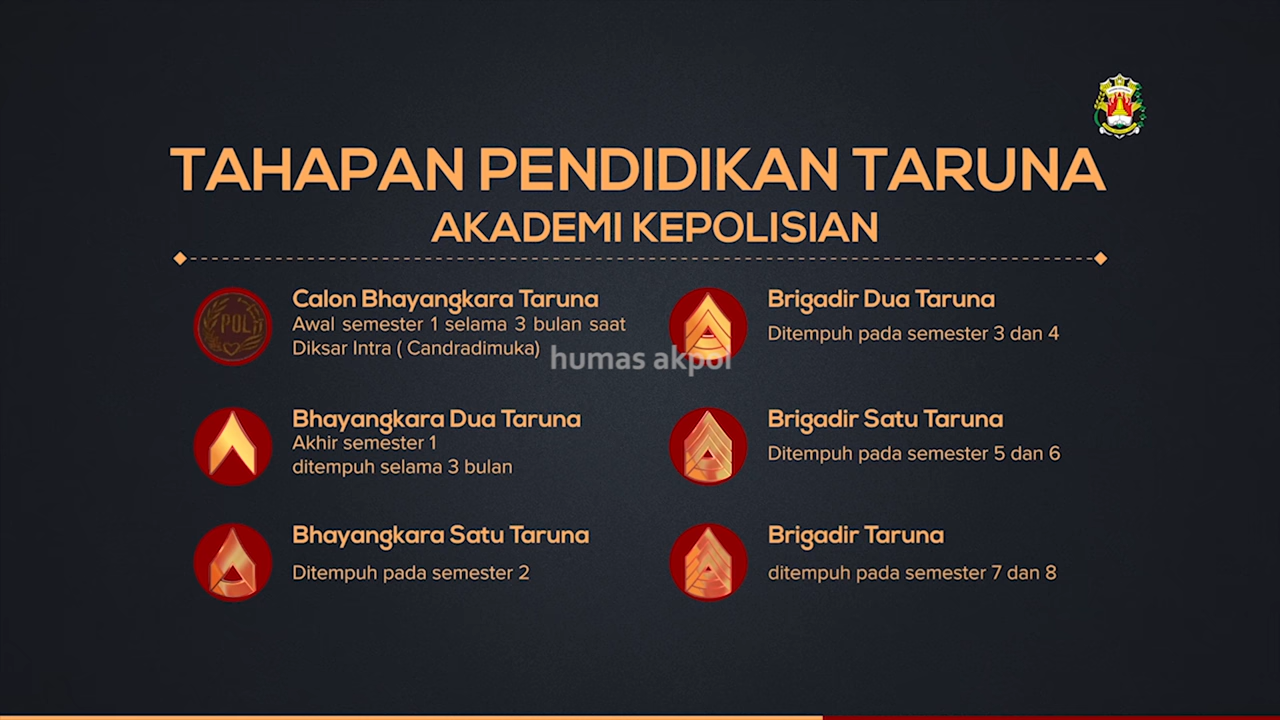 TAHAPAN PENDIDIKAN TARUNA
AKADEMI KEPOLISIAN
POL
Calon Bhayangkara Taruna
Awal semester 1 selama 3 bulan saat
Diksar Intra ( Candradimuka)
Bhayangkara Dua Taruna
Akhir semester 1
ditempuh selama 3 bulan
Bhayangkara Satu Taruna
Ditempuh pada semester 2
Brigadir Dua Taruna
Ditempuh pada semester 3 dan 4
Brigadir Satu Taruna
Ditempuh pada semester 5 dan 6
Brigadir Taruna
ditempuh pada semester 7 dan 8
humas akpol